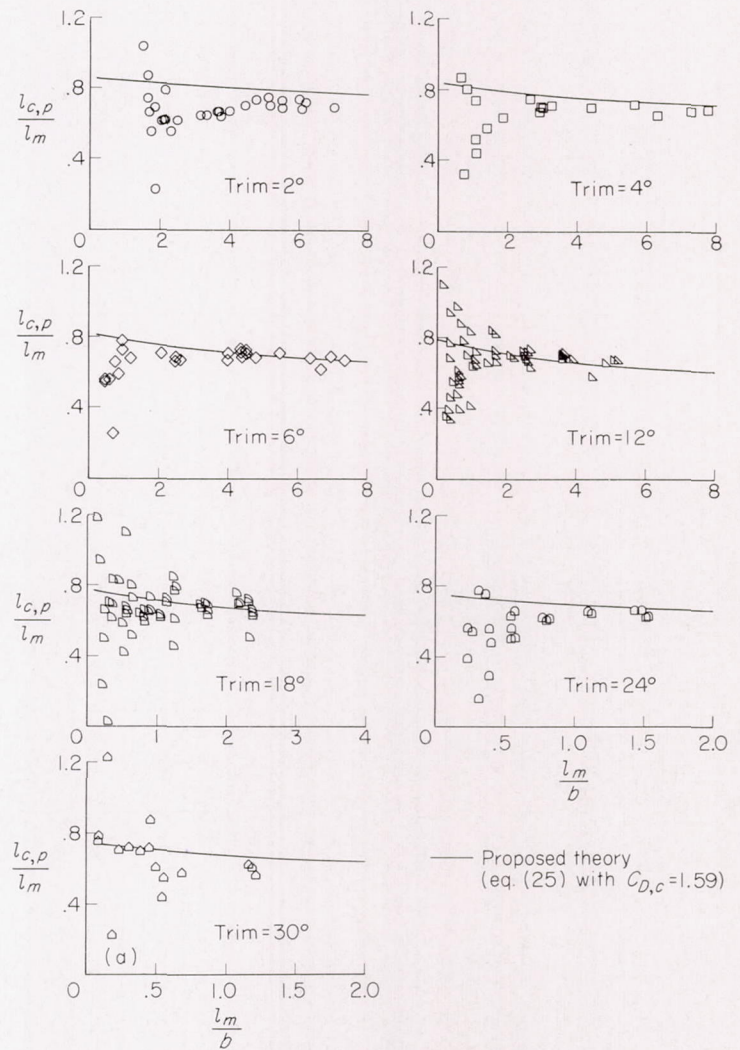 1.2
.8
.4
0 2 4 6 8
l_{c,p}
l_m
Trim=2°
1.2
.8
.4
0 2 4 6 8
Trim=4°
1.2
.8
.4
0 2 4 6 8
l_{c,p}
l_m
Trim=6°
1.2
.8
.4
0 2 4 6 8
Trim=12°
1.2
.8
.4
0 1 2 3 4
l_{c,p}
l_m
Trim=18°
1.2
.8
.4
0 .5 1.0 1.5 2.0
Trim=24°
l_m
b
1.2
.8
.4
0 .5 1.0 1.5 2.0
l_{c,p}
l_m
Trim=30°
(a)
l_m
b
Proposed theory
(eq. (25) with C_{D,c}=1.59)